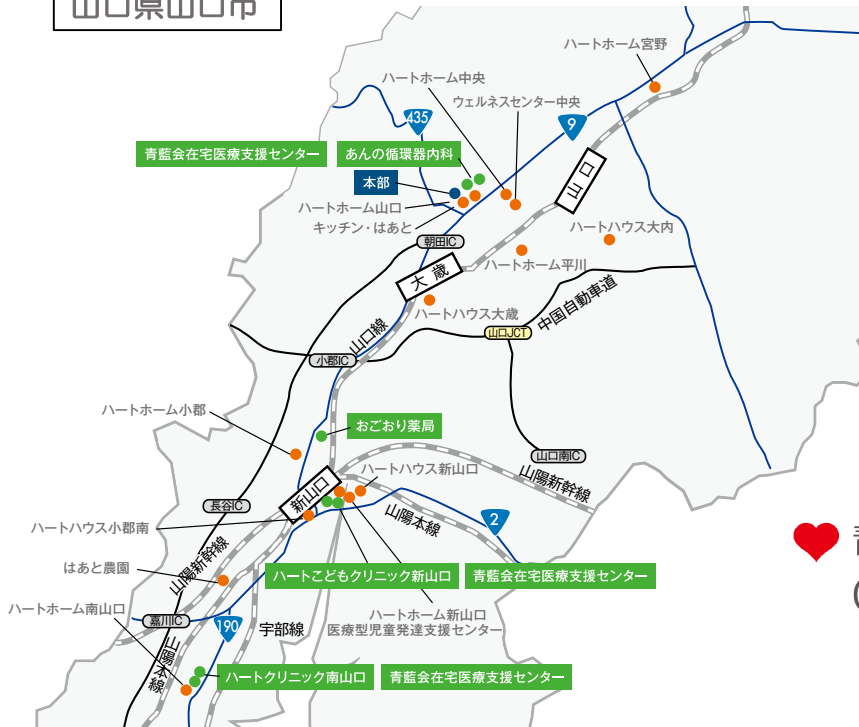 山口県山口市
ハートホーム宮野
ハートホーム中央
ウェルネスセンター中央
435
9
青藍会在宅医療支援センター
あんの循環器内科
本部
山口
ハートホーム山口
キッチン・はあと
ハートハウス大内
朝田IC
ハートホーム平川
大歳
ハートハウス大歳
中国自動車道
山口JCT
山口線
小郡IC
ハートホーム小郡
おごおり薬局
山口南IC
ハートハウス新山口
山陽新幹線
新山口
長谷IC
山陽本線
2
ハートハウス小郡南
山陽新幹線
はあと農園
ハートこどもクリニック新山口
青藍会在宅医療支援センター
ハートホーム南山口
ハートホーム新山口
医療型児童発達支援センター
嘉川IC
190
宇部線
山陽本線
ハートクリニック南山口
青藍会在宅医療支援センター